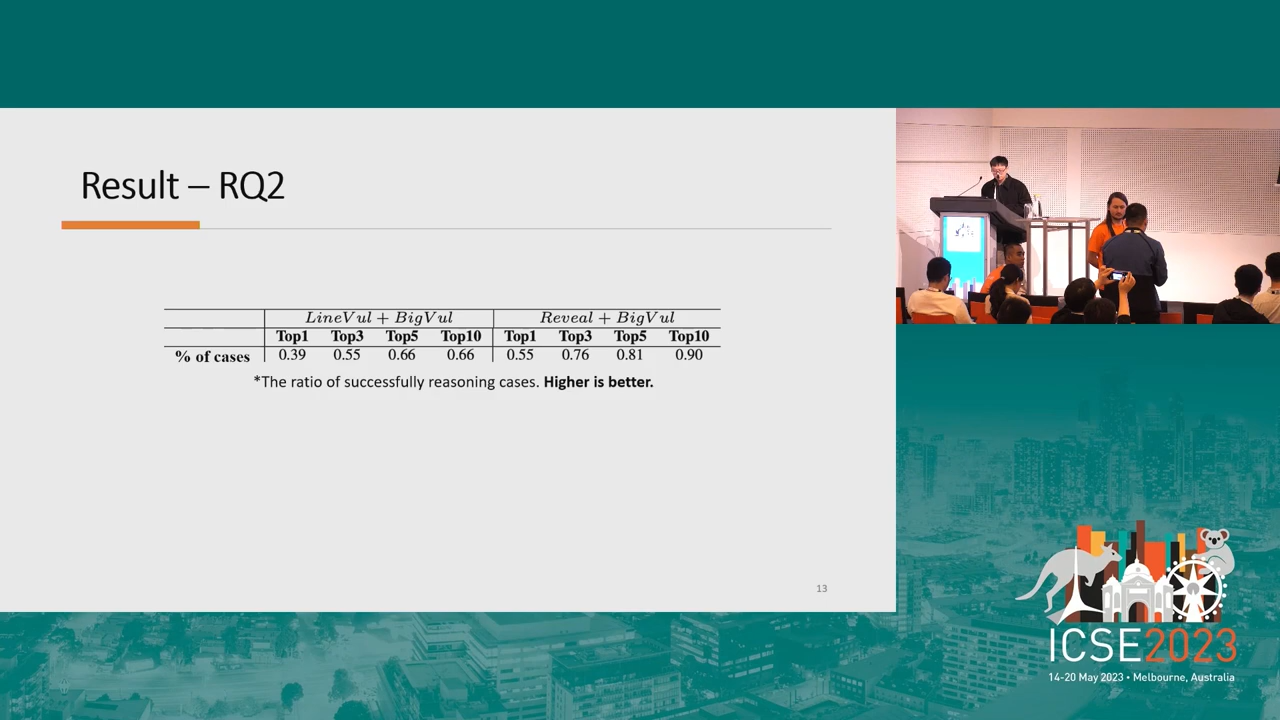 Result – RQ2
LineVul + BigVul Reveal + BigVul
Top1 Top3 Top5 Top10 Top1 Top3 Top5 Top10
% of cases 0.39 0.55 0.66 0.66 0.55 0.76 0.81 0.90
*The ratio of successfully reasoning cases. Higher is better.
13
ICSE2023
14-20 May 2023 • Melbourne, Australia